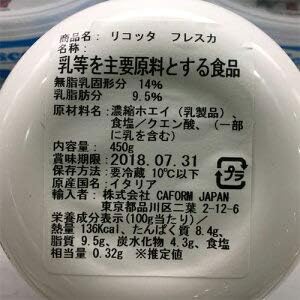 商品名: リコッタ フレスカ
名称:
乳等を主要原料とする食品
無脂乳固形分 14%
乳脂肪分 9.5%
原材料名: 濃縮ホエイ（乳製品）、
食塩／クエン酸、（一部
に乳を含む）
内容量: 450g
賞味期限 2018.07.31
保存方法: 要冷蔵 10℃以下
原産国名: イタリア
輸入者: 株式会社 CAFORM JAPAN
東京都品川区二葉 2-12-6
栄養成分表示(100g当たり)／
熱量 136Kcal、たんぱく質 8.4g、
脂質 9.5g、炭水化物 4.3g、食塩
相当量 0.32g ※推定値
プラ